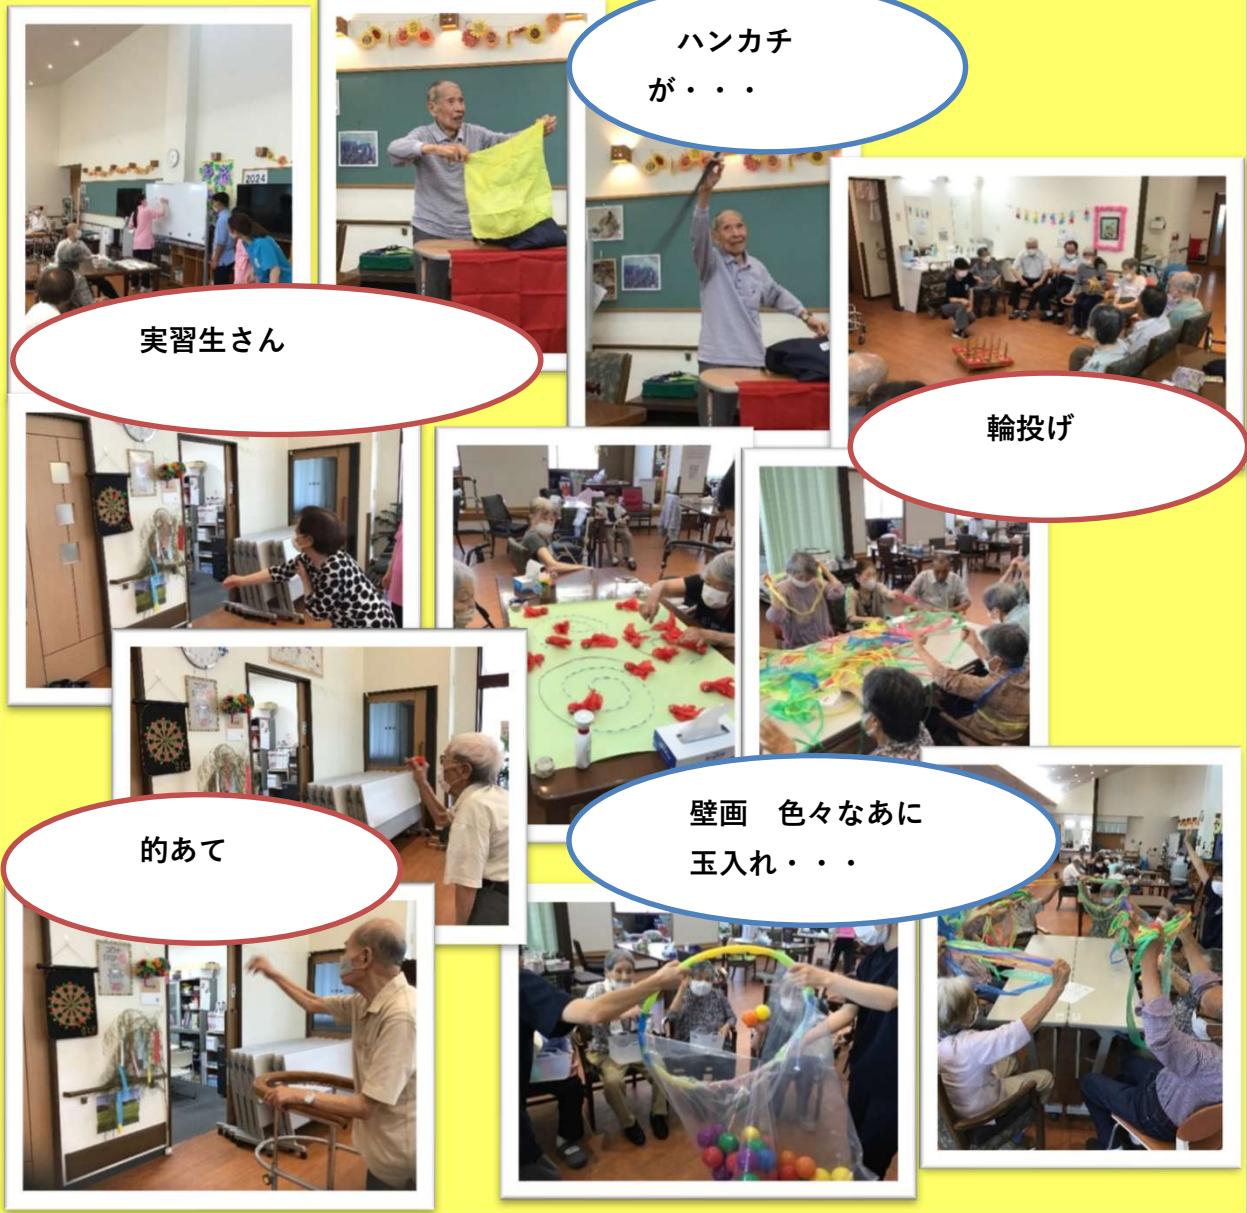 ハンカチ
が・・・
2024
実習生さん
輪投げ
的あて
壁画　色々なあに
玉入れ・・・